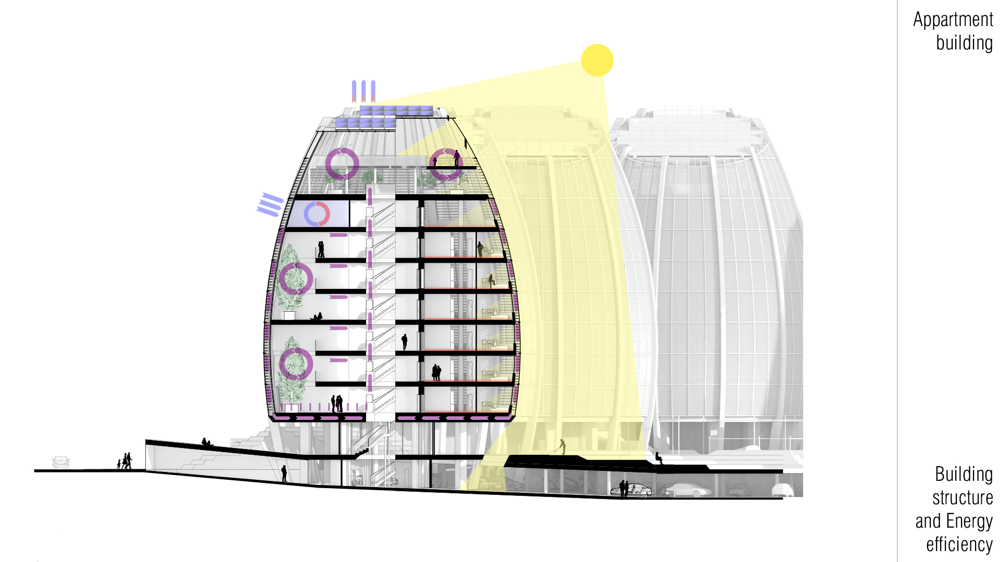 Appartment
building
Building
structure
and Energy
efficiency